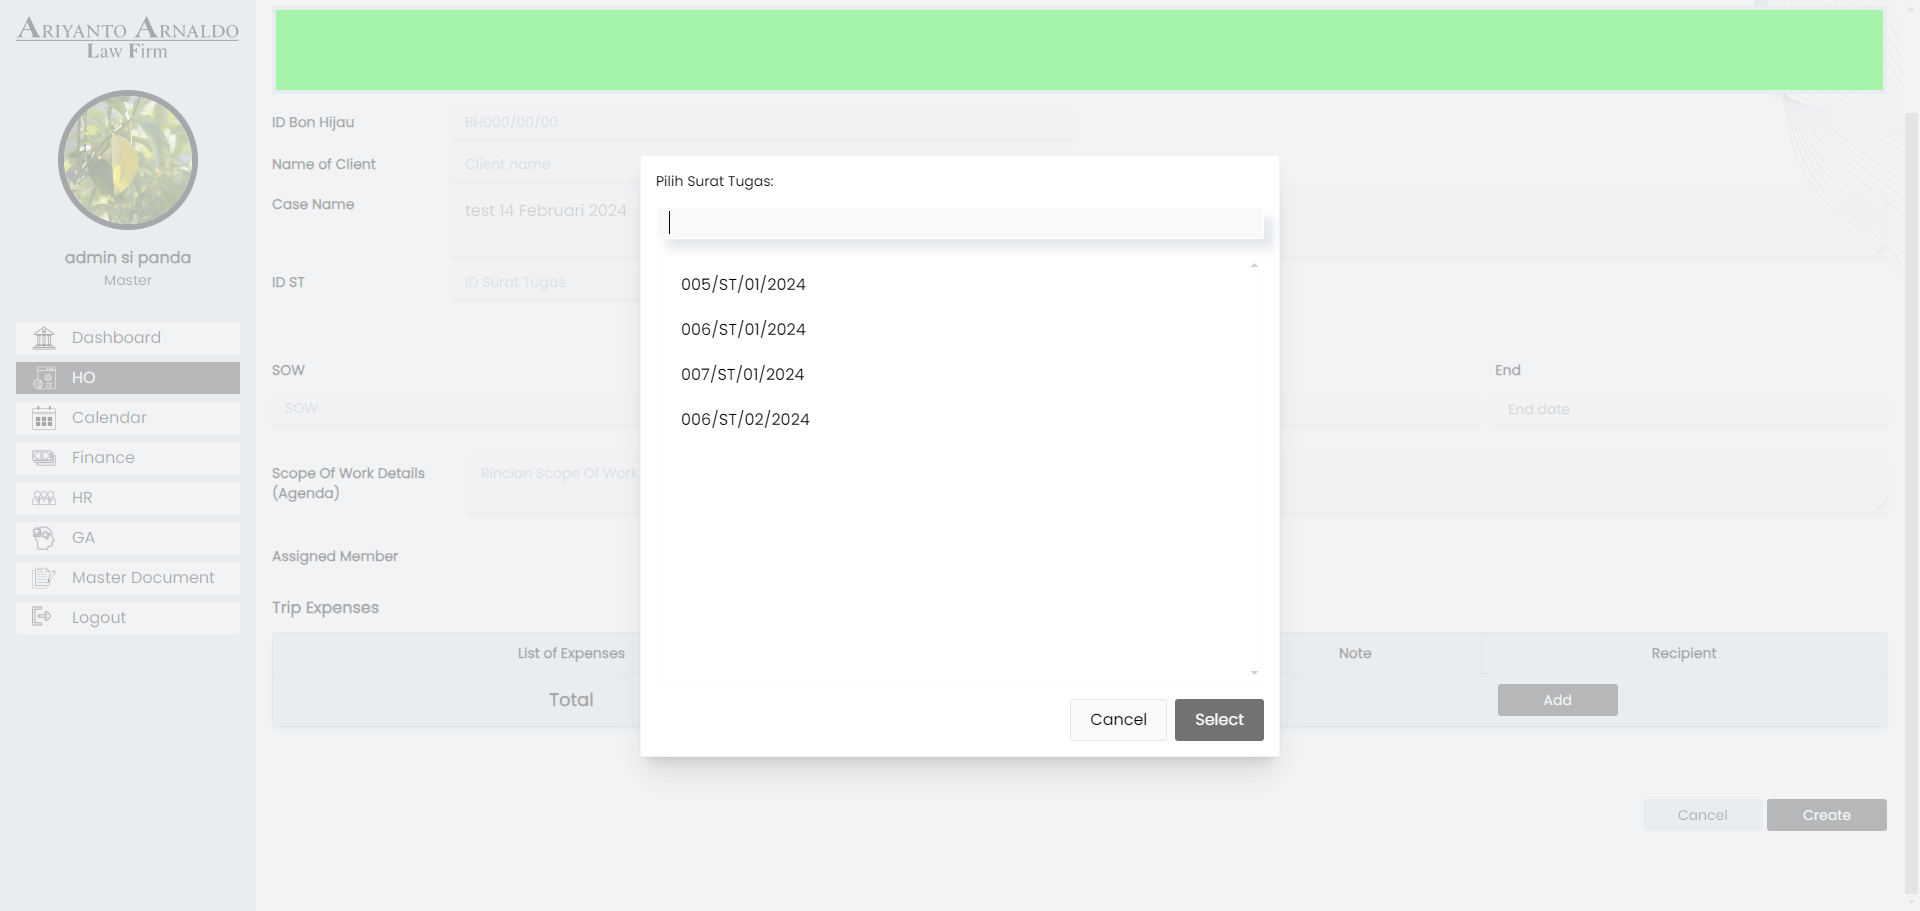 ARIYANTO ARNALDO
Law Firm
admin si panda
Master
Dashboard
HO
Calendar
Finance
HR
GA
Master Document
Logout
ID Bon Hijau
BH000/00/00
Name of Client
Client name
Case Name
test 14 Februari 2024
ID ST
ID Surat Tugas
SOW
SOW
End
End date
Scope Of Work Details
(Agenda)
Rincian Scope Of Work
Assigned Member
Trip Expenses
List of Expenses
Note
Recipient
Total
Add
Cancel
Create
Pilih Surat Tugas:
005/ST/01/2024
006/ST/01/2024
007/ST/01/2024
006/ST/02/2024
Cancel
Select